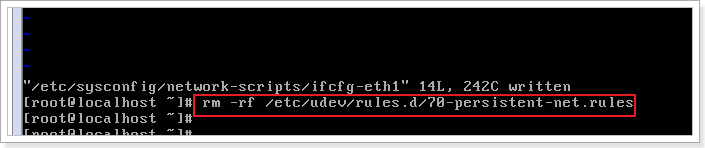 ~
~
~
~
"/etc/sysconfig/network-scripts/ifcfg-eth1" 14L, 242C written
[root@localhost ~]# rm -rf /etc/udev/rules.d/70-persistent-net.rules
[root@localhost ~]#
[root@localhost ~]#